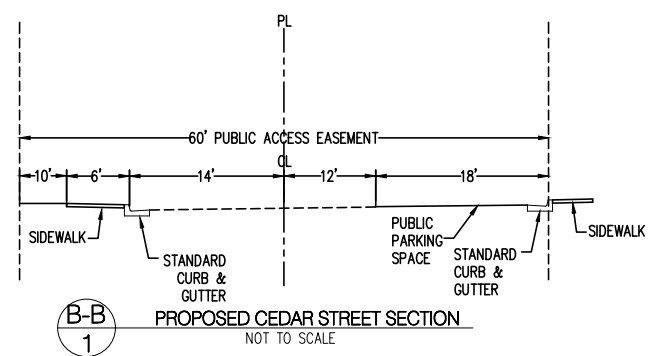 PL
60' PUBLIC ACCESS EASEMENT
CL
10' 6' 14' 12' 18'
SIDEWALK
STANDARD
CURB &
GUTTER
PUBLIC
PARKING
SPACE
STANDARD
CURB &
GUTTER
SIDEWALK
B-B
1
PROPOSED CEDAR STREET SECTION
NOT TO SCALE